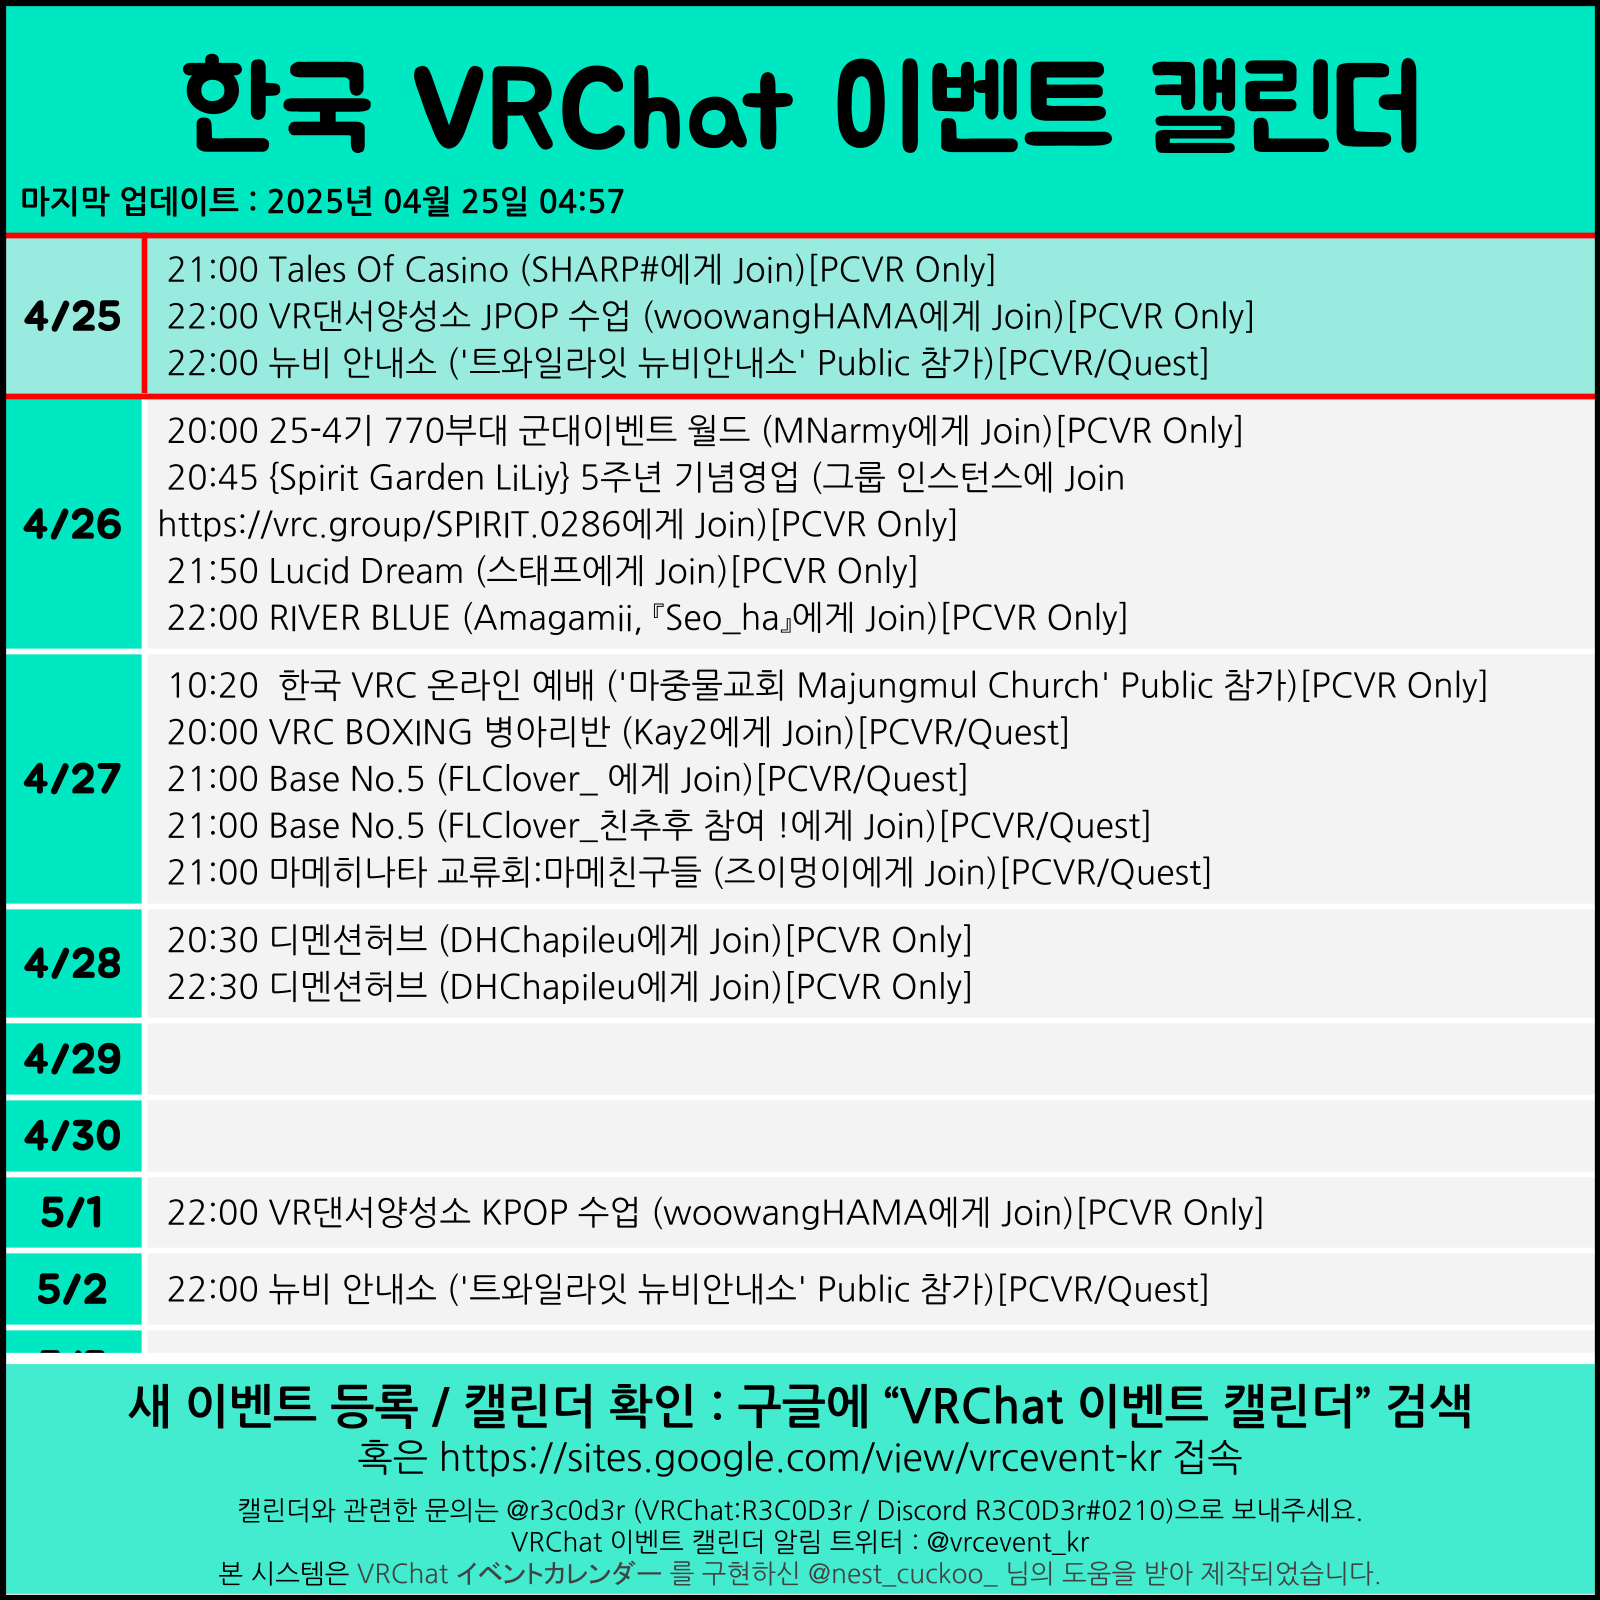 한국 VRChat 이벤트 캘린더
마지막 업데이트 : 2025년 04월 25일 04:57
4/25
21:00 Tales Of Casino (SHARP#에게 Join)[PCVR Only]
22:00 VR댄서양성소 JPOP 수업 (woowangHAMA에게 Join)[PCVR Only]
22:00 뉴비 안내소 ('트와일라잇 뉴비안내소' Public 참가)[PCVR/Quest]
4/26
20:00 25-4기 770부대 군대이벤트 월드 (MNarmy에게 Join)[PCVR Only]
20:45 {Spirit Garden LiLiy} 5주년 기념영업 (그룹 인스턴스에 Join
https://vrc.group/SPIRIT.0286에게 Join)[PCVR Only]
21:50 Lucid Dream (스태프에게 Join)[PCVR Only]
22:00 RIVER BLUE (Amagamii,『Seo_ha』에게 Join)[PCVR Only]
4/27
10:20  한국 VRC 온라인 예배 ('마중물교회 Majungmul Church' Public 참가)[PCVR Only]
20:00 VRC BOXING 병아리반 (Kay2에게 Join)[PCVR/Quest]
21:00 Base No.5 (FLClover_ 에게 Join)[PCVR/Quest]
21:00 Base No.5 (FLClover_친추후 참여 !에게 Join)[PCVR/Quest]
21:00 마메히나타 교류회:마메친구들 (즈이멍이에게 Join)[PCVR/Quest]
4/28
20:30 디멘션허브 (DHChapileu에게 Join)[PCVR Only]
22:30 디멘션허브 (DHChapileu에게 Join)[PCVR Only]
4/29
4/30
5/1
22:00 VR댄서양성소 KPOP 수업 (woowangHAMA에게 Join)[PCVR Only]
5/2
22:00 뉴비 안내소 ('트와일라잇 뉴비안내소' Public 참가)[PCVR/Quest]
새 이벤트 등록 / 캘린더 확인 : 구글에 “VRChat 이벤트 캘린더” 검색
혹은 https://sites.google.com/view/vrcevent-kr 접속
캘린더와 관련한 문의는 @r3c0d3r (VRChat:R3C0D3r / Discord R3C0D3r#0210)으로 보내주세요.
VRChat 이벤트 캘린더 알림 트위터 : @vrcevent_kr
본 시스템은 VRChat イベントカレンダー 를 구현하신 @nest_cuckoo_ 님의 도움을 받아 제작되었습니다.